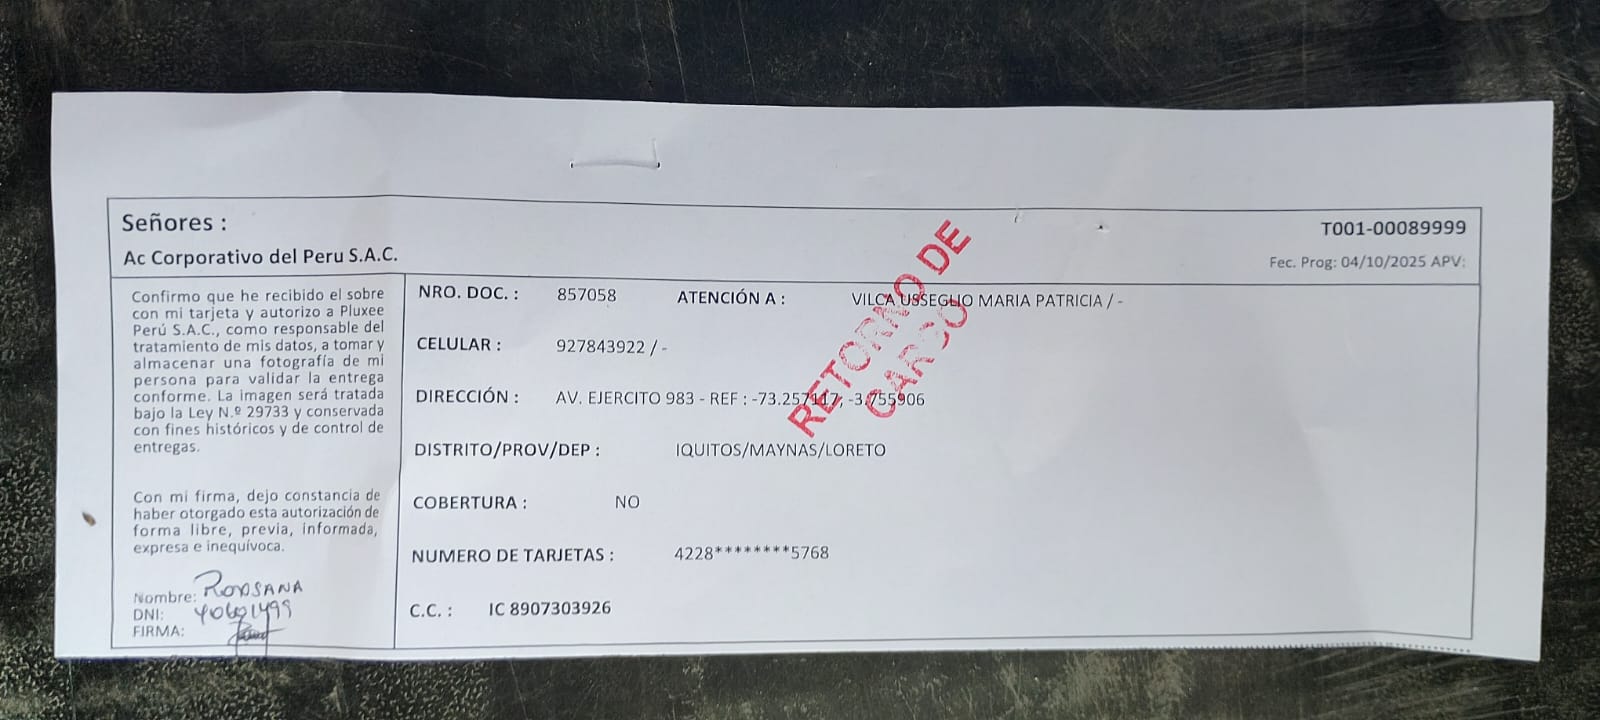 Señores :
Ac Corporativo del Peru S.A.C.
T001-00089999
Fec. Prog: 04/10/2025 APV:
Confirmo que he recibido el sobre
con mi tarjeta y autorizo a Pluxee
Perú S.A.C., como responsable del
tratamiento de mis datos, a tomar y
almacenar una fotografía de mi
persona para validar la entrega
conforme. La imagen será tratada
bajo la Ley N.º 29733 y conservada
con fines históricos y de control de
entregas.
Con mi firma, dejo constancia de
haber otorgado esta autorización de
forma libre, previa, informada,
expresa e inequívoca.
Nombre: ROXSANA
DNI:
FIRMA:
NRO. DOC. : 857058 ATENCIÓN A : VILCA USSEGLIO MARIA PATRICIA / -
CELULAR : 927843922 / -
DIRECCIÓN : AV. EJERCITO 983 - REF : -73.257117, -3.755906
DISTRITO/PROV/DEP : IQUITOS/MAYNAS/LORETO
COBERTURA : NO
NUMERO DE TARJETAS : 4228********5768
C.C. : IC 8907303926
RETORNO DE
CARGO